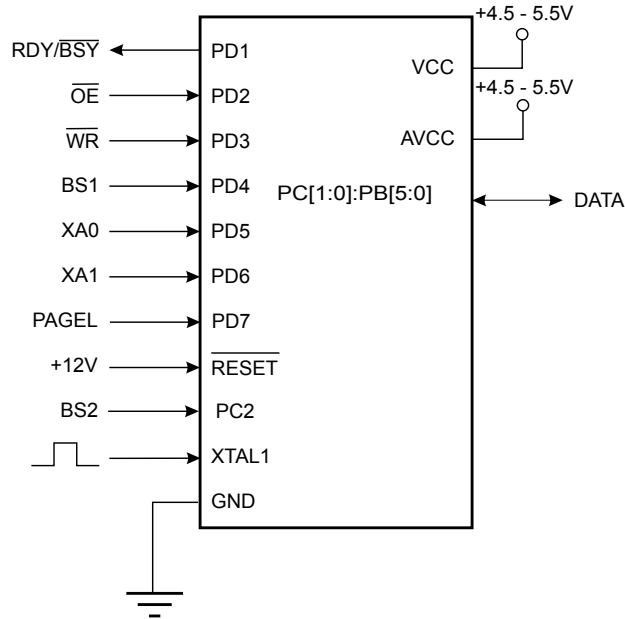 +4.5 - 5.5V
RDY/BSY PD1
VCC
+4.5 - 5.5V
OE PD2
WR PD3
AVCC
BS1 PD4
PC[1:0]:PB[5:0]
DATA
XA0 PD5
XA1 PD6
PAGEL PD7
+12V RESET
BS2 PC2
XTAL1
GND